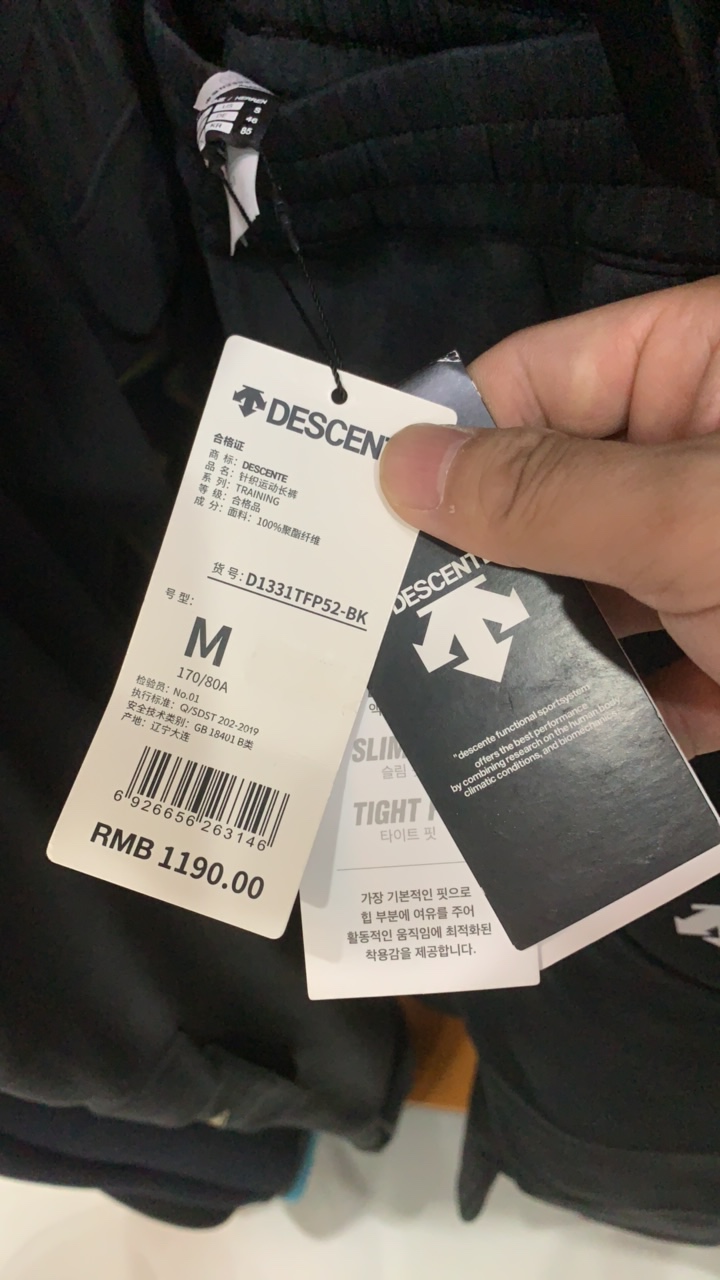 HERREN
S
46
85
DESCENT
合格证
商 标：DESCENTE
品 名：针织运动长裤
系 列：TRAINING
等 级：合格品
成 分：面料：100%聚酯纤维
货 号：D1331TFP52-BK
号 型：
M
170/80A
检验员：No.01
执行标准：Q/SDST 202-2019
安全技术类别：GB 18401 B类
产地：辽宁大连
6 926656 263146
RMB 1190.00
DESCENTE
"descente functional sportsystem"
offers the best performance
by combining research on the human body,
climatic conditions, and biomechanics
SLIM
슬림
TIGHT
타이트 핏
가장 기본적인 핏으로
힙 부분에 여유를 주어
활동적인 움직임에 최적화된
착용감을 제공합니다.